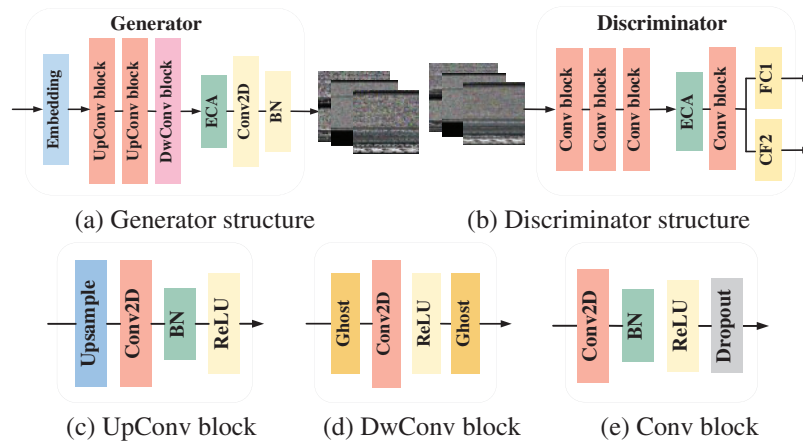 Generator
Embedding
UpConv block
UpConv block
DwConv block
ECA
Conv2D
BN
Discriminator
Conv block
Conv block
Conv block
ECA
Conv block
FC1
CF2
(a) Generator structure
(b) Discriminator structure
Upsample
Conv2D
BN
ReLU
Ghost
Conv2D
ReLU
Ghost
Conv2D
BN
ReLU
Dropout
(c) UpConv block
(d) DwConv block
(e) Conv block